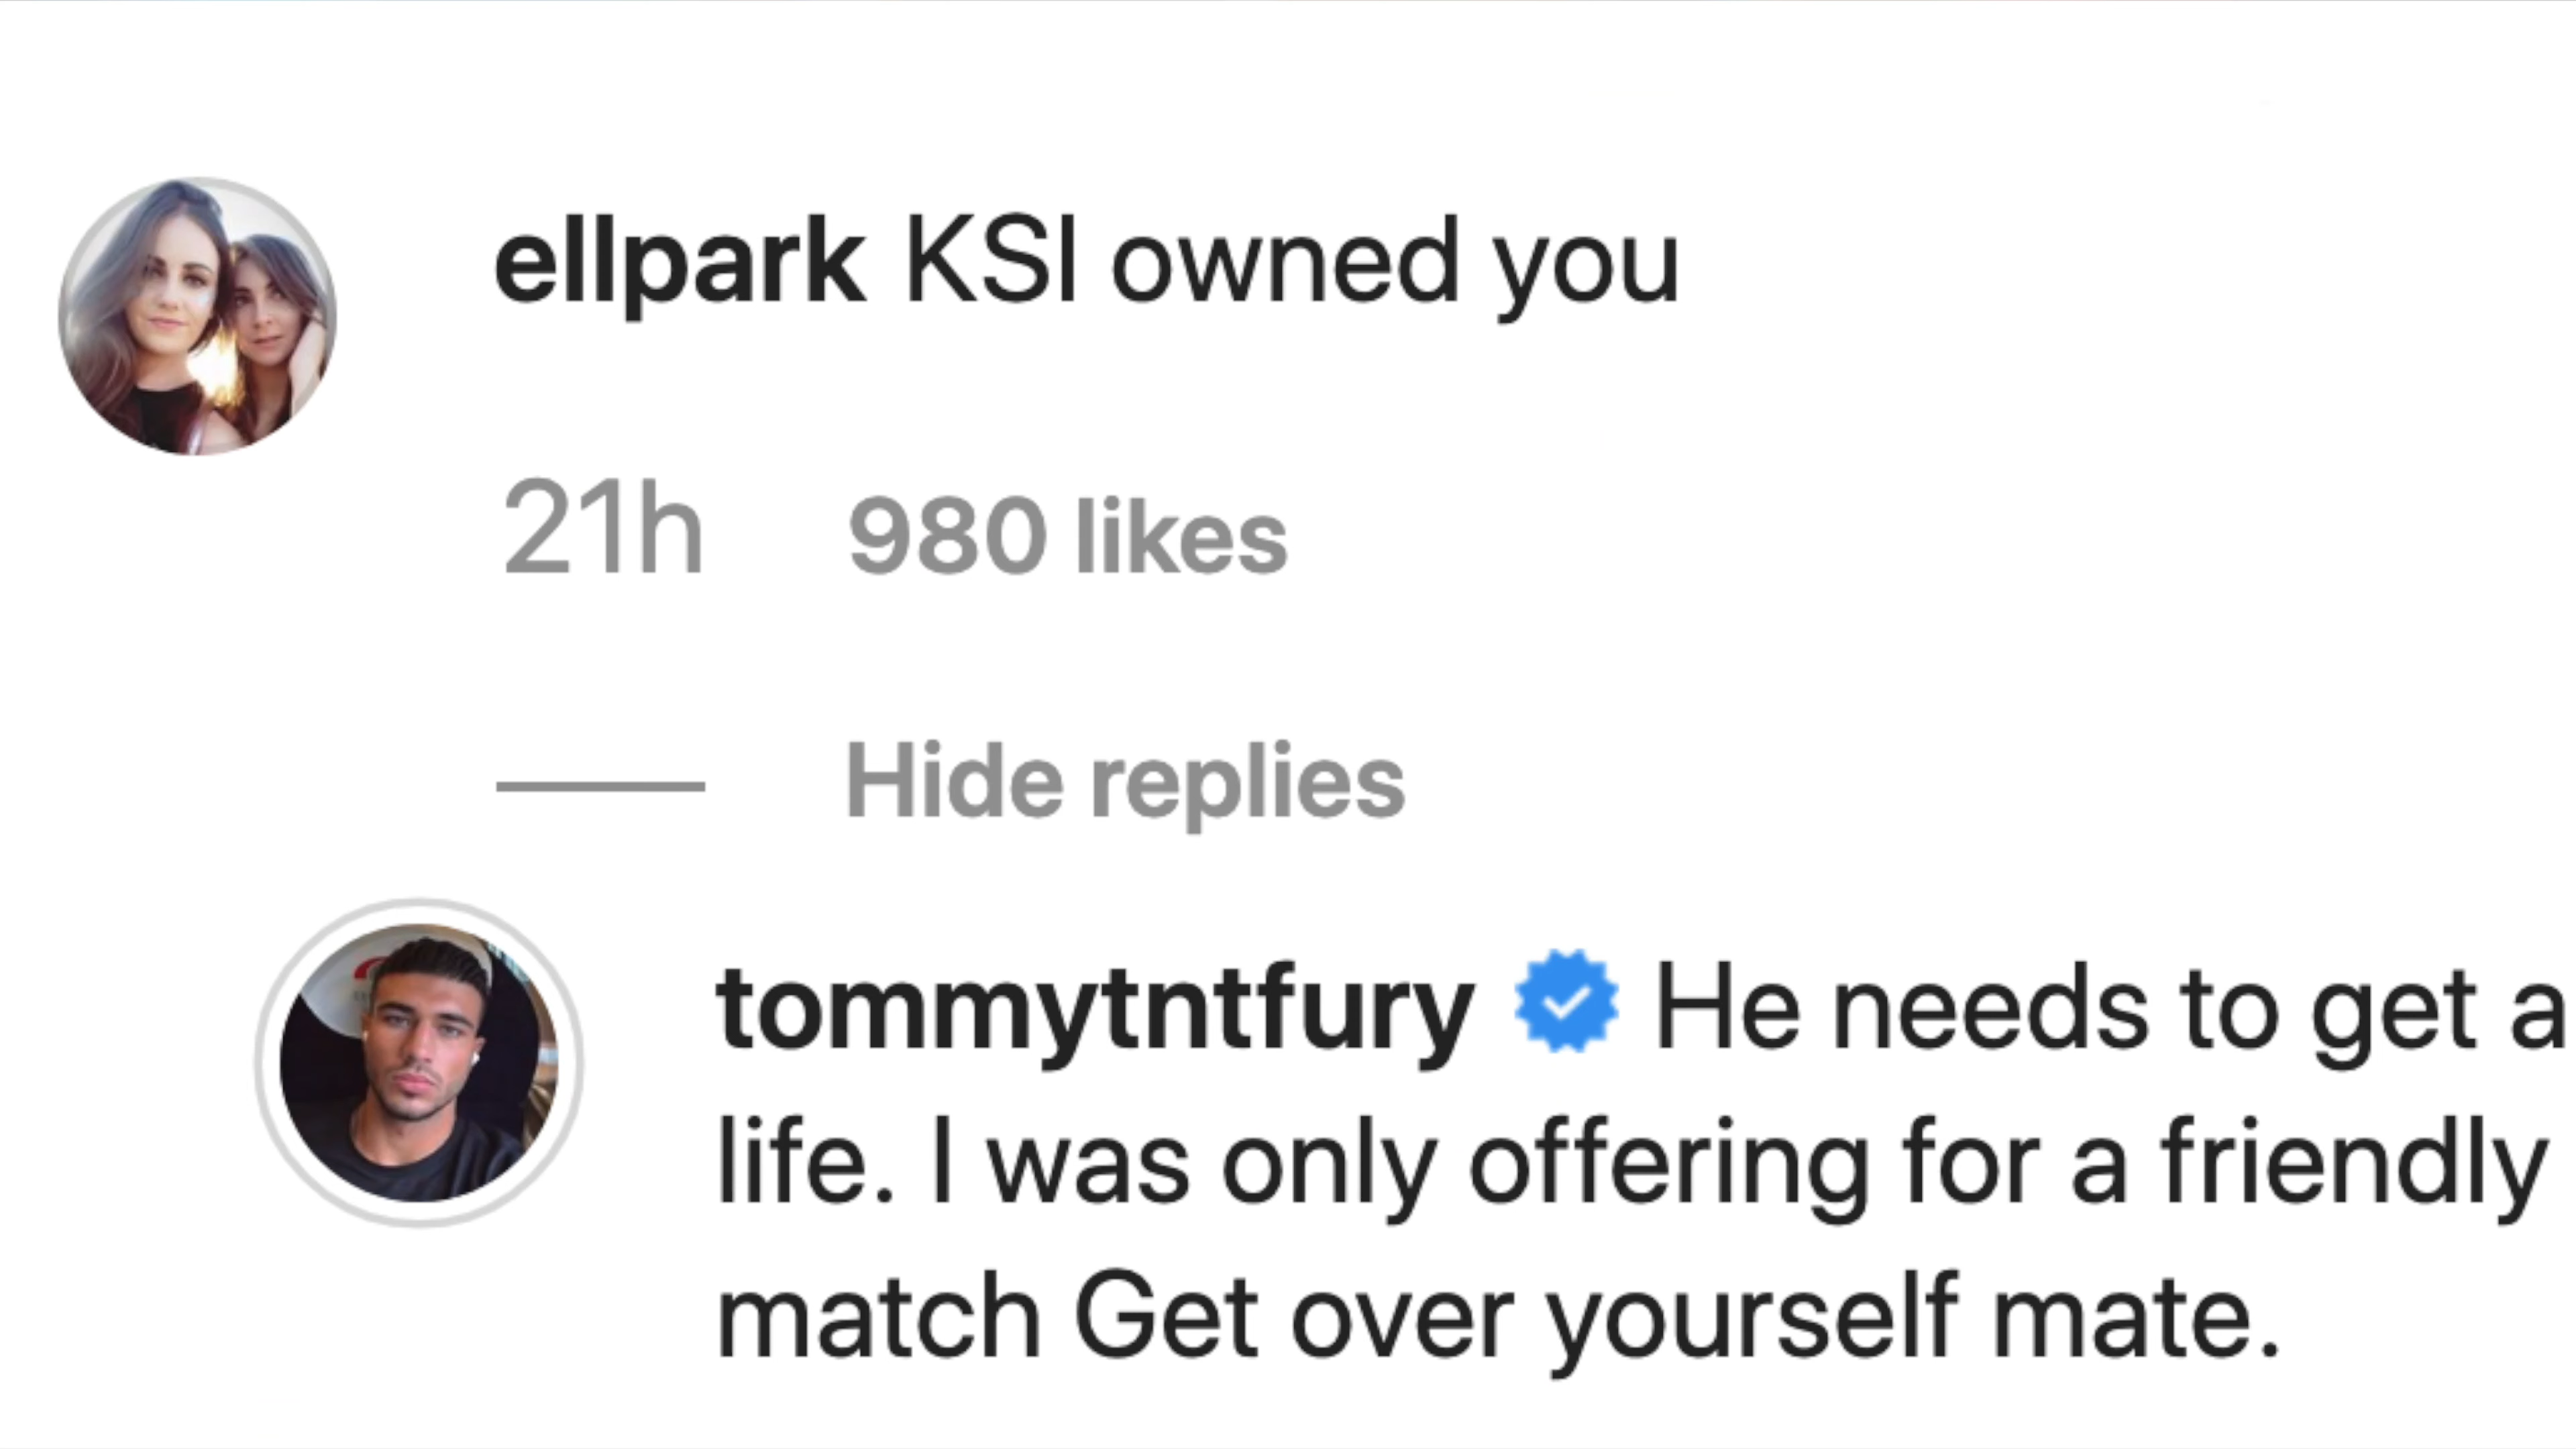 ellpark KSI owned you
21h 980 likes
Hide replies
tommytntfury He needs to get a
life. I was only offering for a friendly
match Get over yourself mate.